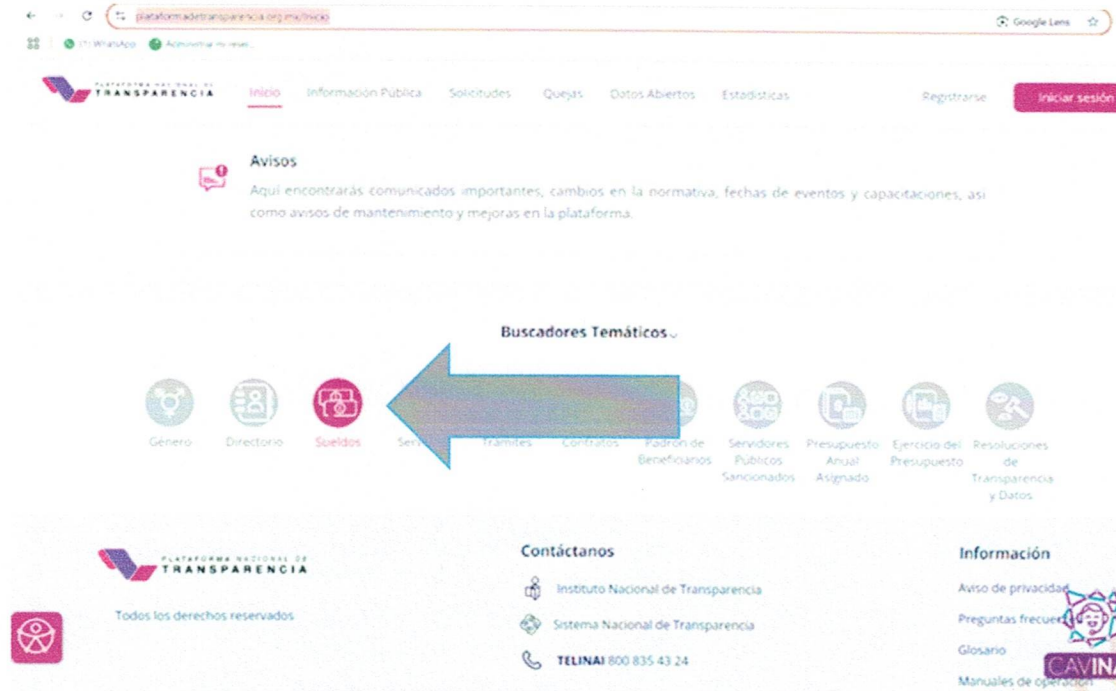 plataformadetransparencia.org.mx/Inicio
Google Lens
WhatsApp
PLATAFORMA NACIONAL DE
TRANSPARENCIA
Inicio Información Pública Solicitudes Quejas Datos Abiertos Estadísticas Registrarse Iniciar sesión
Avisos
Aquí encontrarás comunicados importantes, cambios en la normativa, fechas de eventos y capacitaciones, así
como avisos de mantenimiento y mejoras en la plataforma.
Buscadores Temáticos
Género Directorio Sueldos Trámites Contratos Padrón de Servidores Presupuesto Ejercicio del Resoluciones
Beneficiarios Públicos Anual Presupuesto de
Sancionados Asignado Transparencia
y Datos
PLATAFORMA NACIONAL DE
TRANSPARENCIA
Todos los derechos reservados
Contáctanos
Instituto Nacional de Transparencia
Sistema Nacional de Transparencia
TELINAI 800 835 43 24
Información
Aviso de privacidad
Preguntas
Glosario
Manuales de operación
CAVINA